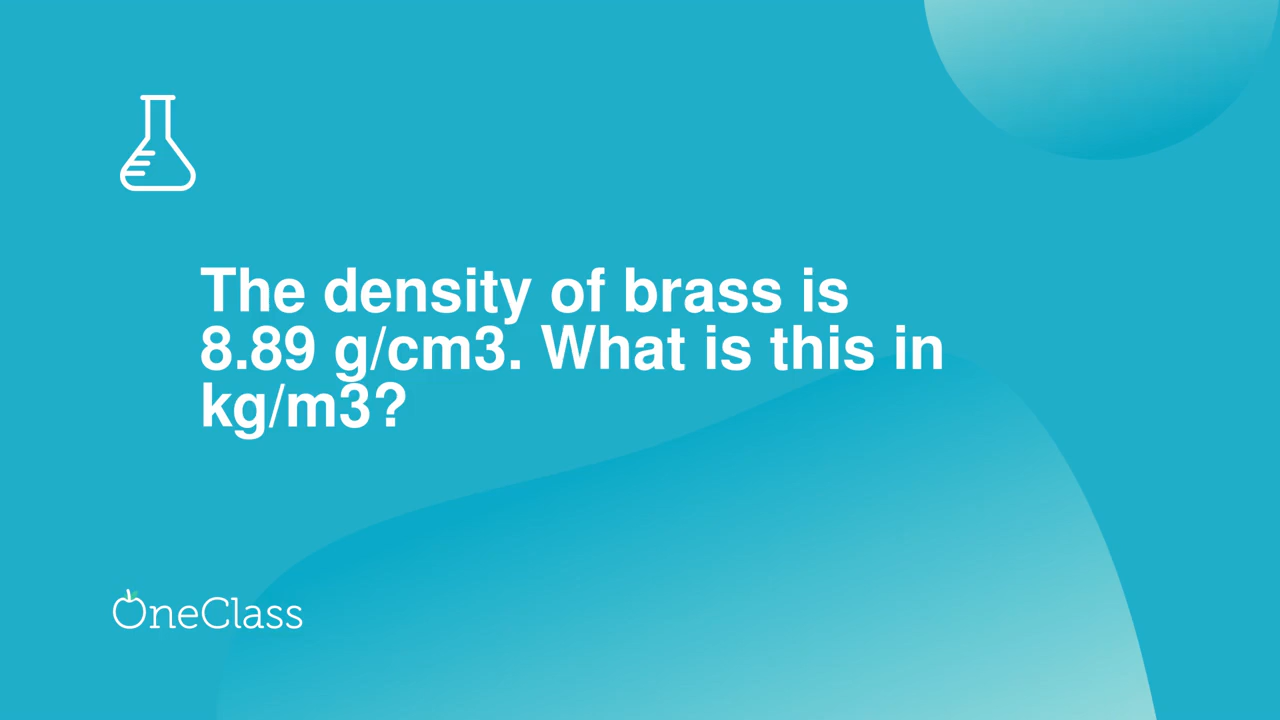 The density of brass is
8.89 g/cm3. What is this in
kg/m3?
OneClass